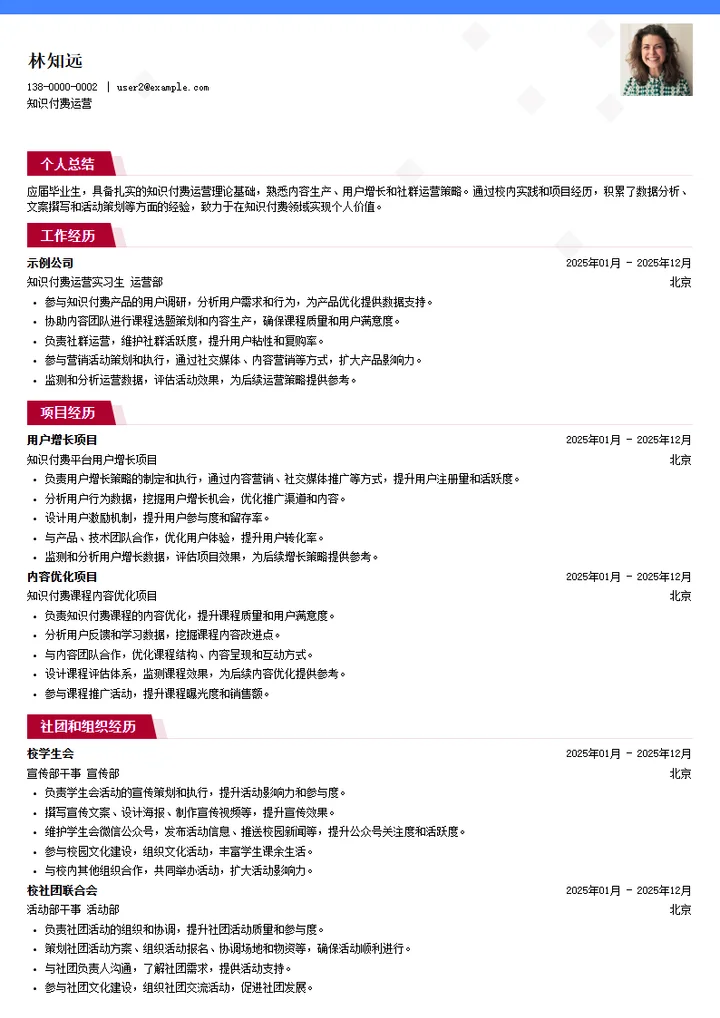 林知远
138-0000-0002 | user2@example.com
知识付费运营
个人总结
应届毕业生，具备扎实的知识付费运营理论基础，熟悉内容生产、用户增长和社群运营策略。通过校内实践和项目经历，积累了数据分析、
文案撰写和活动策划等方面的经验，致力于在知识付费领域实现个人价值。
工作经历
示例公司 2025年01月 - 2025年12月
知识付费运营实习生 运营部 北京
• 参与知识付费产品的用户调研，分析用户需求和行为，为产品优化提供数据支持。
• 协助内容团队进行课程选题策划和内容生产，确保课程质量和用户满意度。
• 负责社群运营，维护社群活跃度，提升用户粘性和复购率。
• 参与营销活动策划和执行，通过社交媒体、内容营销等方式，扩大产品影响力。
• 监测和分析运营数据，评估活动效果，为后续运营策略提供参考。
项目经历
用户增长项目 2025年01月 - 2025年12月
知识付费平台用户增长项目 北京
• 负责用户增长策略的制定和执行，通过内容营销、社交媒体推广等方式，提升用户注册量和活跃度。
• 分析用户行为数据，挖掘用户增长机会，优化推广渠道和内容。
• 设计用户激励机制，提升用户参与度和留存率。
• 与产品、技术团队合作，优化用户体验，提升用户转化率。
• 监测和分析用户增长数据，评估项目效果，为后续增长策略提供参考。
内容优化项目 2025年01月 - 2025年12月
知识付费课程内容优化项目 北京
• 负责知识付费课程的内容优化，提升课程质量和用户满意度。
• 分析用户反馈和学习数据，挖掘课程内容改进点。
• 与内容团队合作，优化课程结构、内容呈现和互动方式。
• 设计课程评估体系，监测课程效果，为后续内容优化提供参考。
• 参与课程推广活动，提升课程曝光度和销售额。
社团和组织经历
校学生会 2025年01月 - 2025年12月
宣传部干事 宣传部 北京
• 负责学生会活动的宣传策划和执行，提升活动影响力和参与度。
• 撰写宣传文案、设计海报、制作宣传视频等，提升宣传效果。
• 维护学生会微信公众号，发布活动信息、推送校园新闻等，提升公众号关注度和活跃度。
• 参与校园文化建设，组织文化活动，丰富学生课余生活。
• 与校内其他组织合作，共同举办活动，扩大活动影响力。
校社团联合会 2025年01月 - 2025年12月
活动部干事 活动部 北京
• 负责社团活动的组织和协调，提升社团活动质量和参与度。
• 策划社团活动方案、组织活动报名、协调场地和物资等，确保活动顺利进行。
• 与社团负责人沟通，了解社团需求，提供活动支持。
• 参与社团文化建设，组织社团交流活动，促进社团发展。